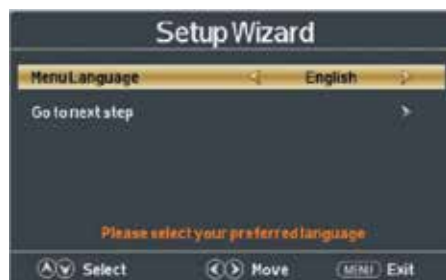 Setup Wizard
Menu Language English
Go to next step
Please select your preferred language
Select Move MENU Exit